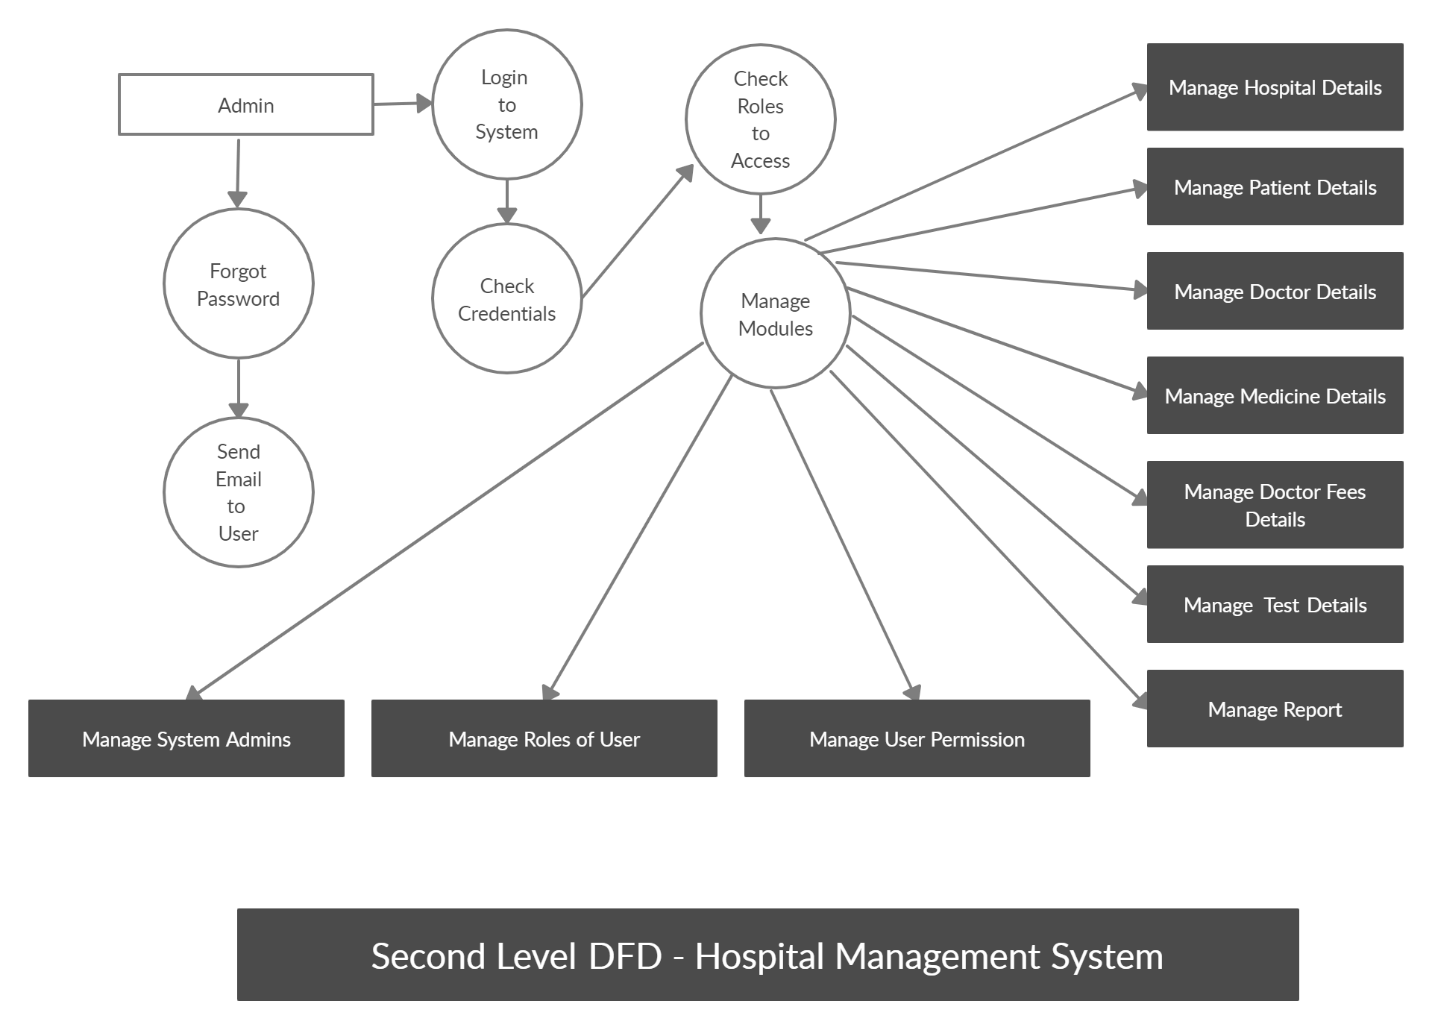 Admin
Login
to
System
Check
Roles
to
Access
Forgot
Password
Check
Credentials
Manage
Modules
Send
Email
to
User
Manage Hospital Details
Manage Patient Details
Manage Doctor Details
Manage Medicine Details
Manage Doctor Fees
Details
Manage  Test Details
Manage Report
Manage System Admins
Manage Roles of User
Manage User Permission
Second Level DFD - Hospital Management System